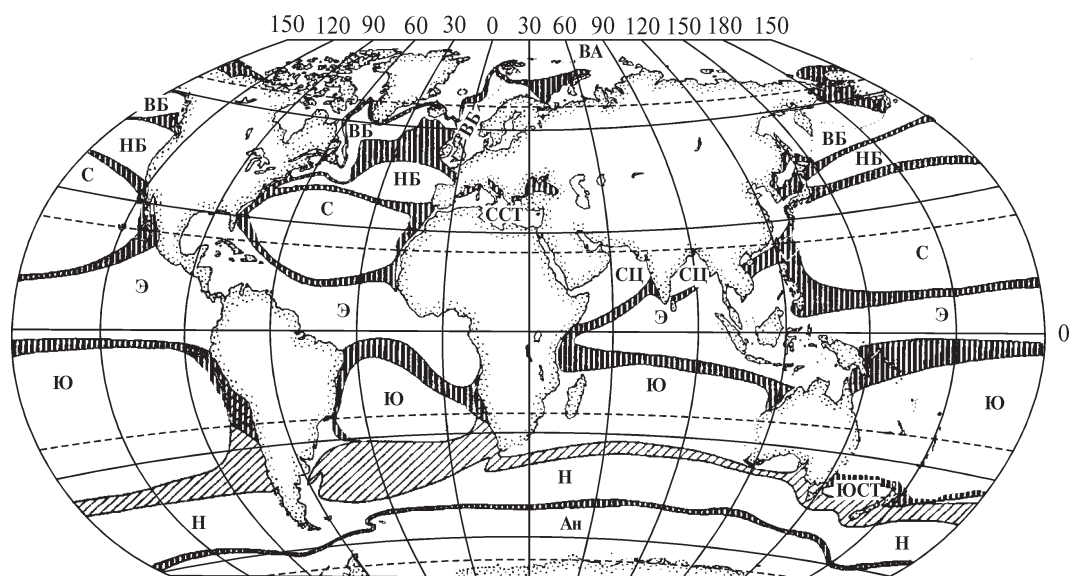 150 120 90 60 30 0 30 60 90 120 150 180 150
ВА
ВБ
ВБ
ВБ
ВБ
НБ
НБ
НБ
С
С
ССТ
С
СЦ
СЦ
Э
Э
Э
Э
0
Ю
Ю
Ю
Ю
Н
ЮСТ
Н
Ан
Н